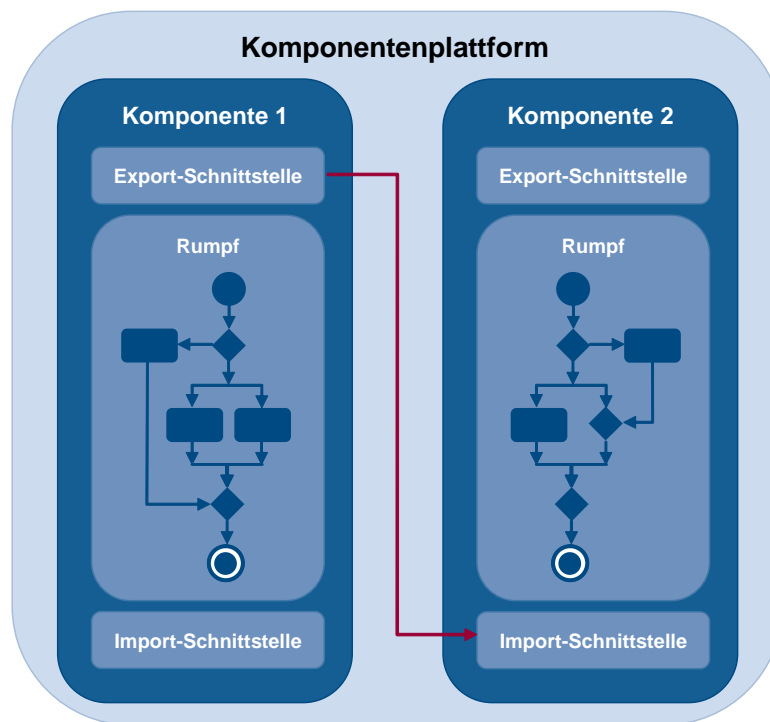 Komponentenplattform
Komponente 1
Export-Schnittstelle
Rumpf
Import-Schnittstelle
Komponente 2
Export-Schnittstelle
Rumpf
Import-Schnittstelle